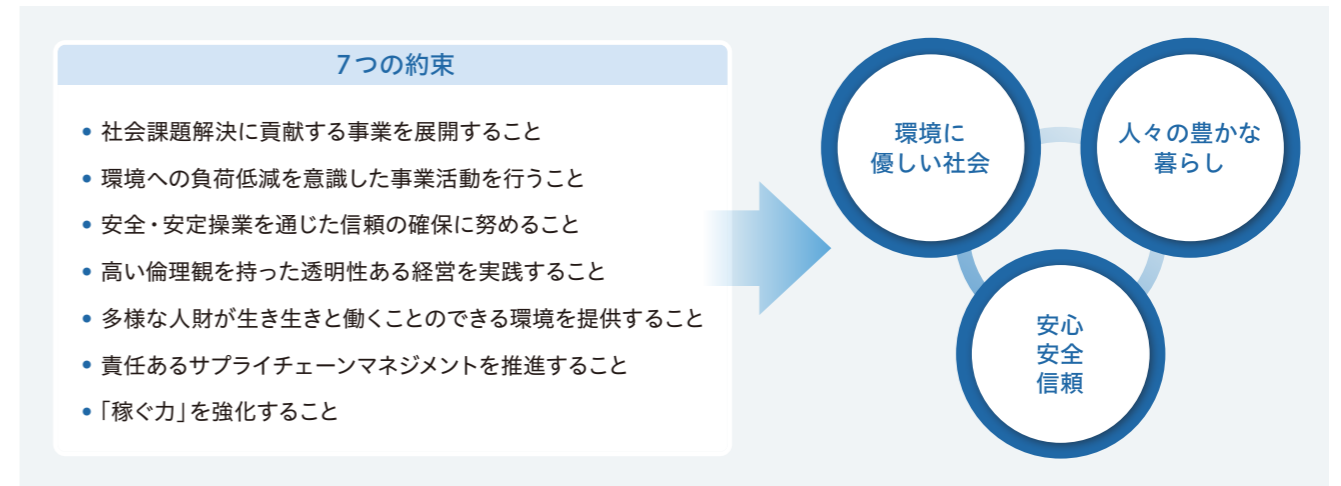 7つの約束
• 社会課題解決に貢献する事業を展開すること
• 環境への負荷低減を意識した事業活動を行うこと
• 安全・安定操業を通じた信頼の確保に努めること
• 高い倫理観を持った透明性ある経営を実践すること
• 多様な人財が生き生きと働くことのできる環境を提供すること
• 責任あるサプライチェーンマネジメントを推進すること
• 「稼ぐ力」を強化すること
環境に
優しい社会
人々の豊かな
暮らし
安心
安全
信頼